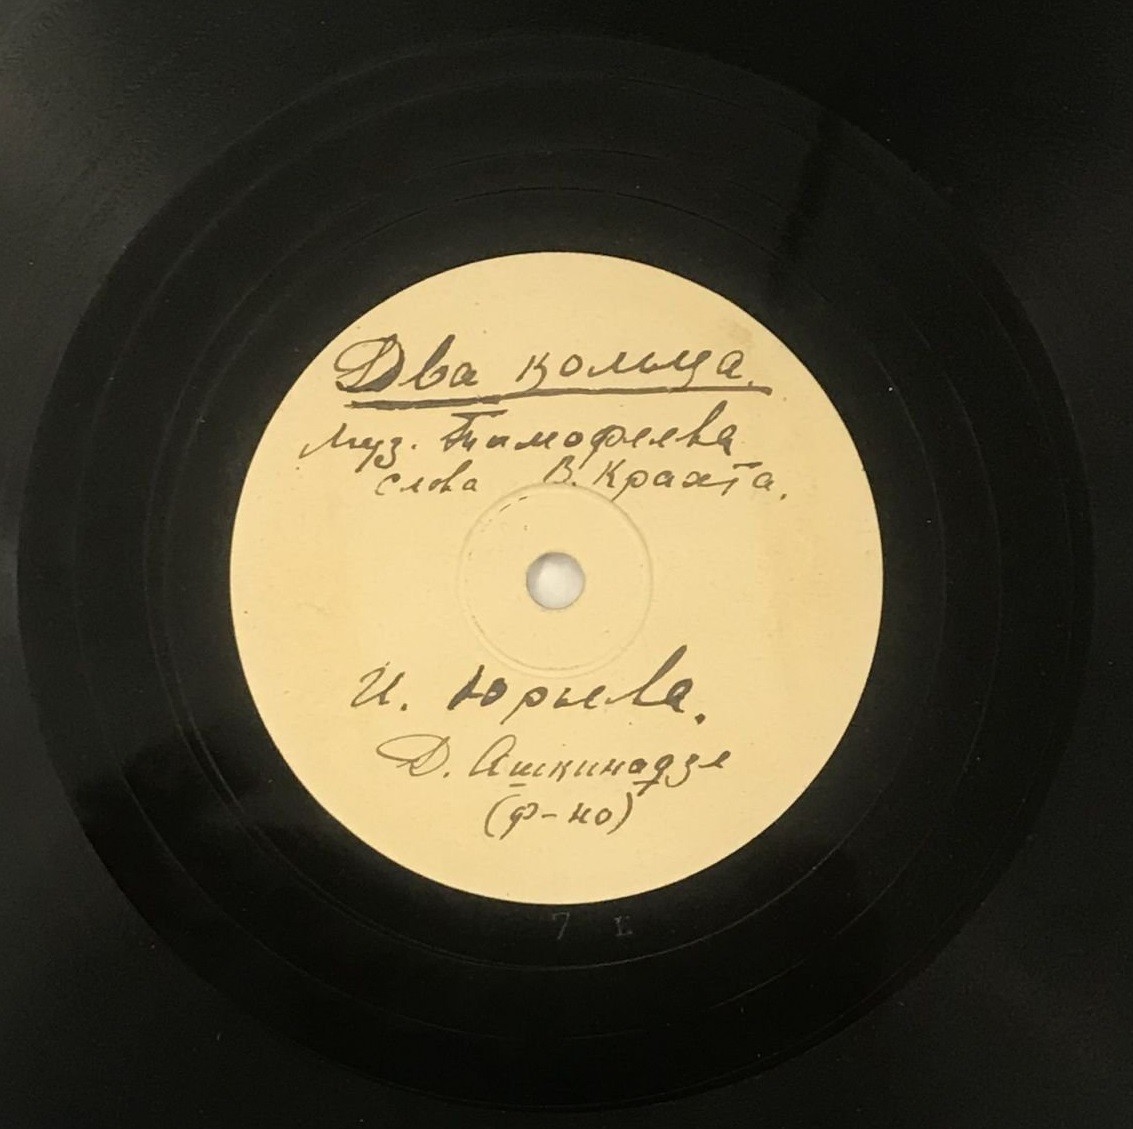 Два кольца.
муз. Тимофеева
слова В. Крахта.
И. Юрьева.
Д. Ашкинадзе
(ф-но)
7 L